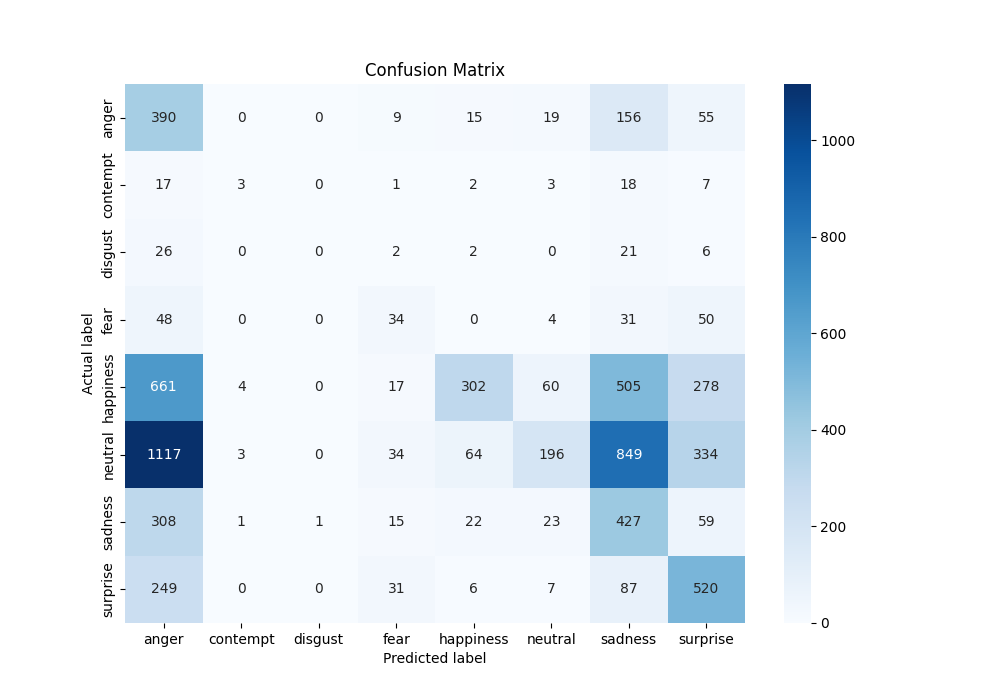 Confusion Matrix
Actual label
anger 390 0 0 9 15 19 156 55
contempt 17 3 0 1 2 3 18 7
disgust 26 0 0 2 2 0 21 6
fear 48 0 0 34 0 4 31 50
happiness 661 4 0 17 302 60 505 278
neutral 1117 3 0 34 64 196 849 334
sadness 308 1 1 15 22 23 427 59
surprise 249 0 0 31 6 7 87 520
anger contempt disgust fear happiness neutral sadness surprise
Predicted label
1000
800
600
400
200
0